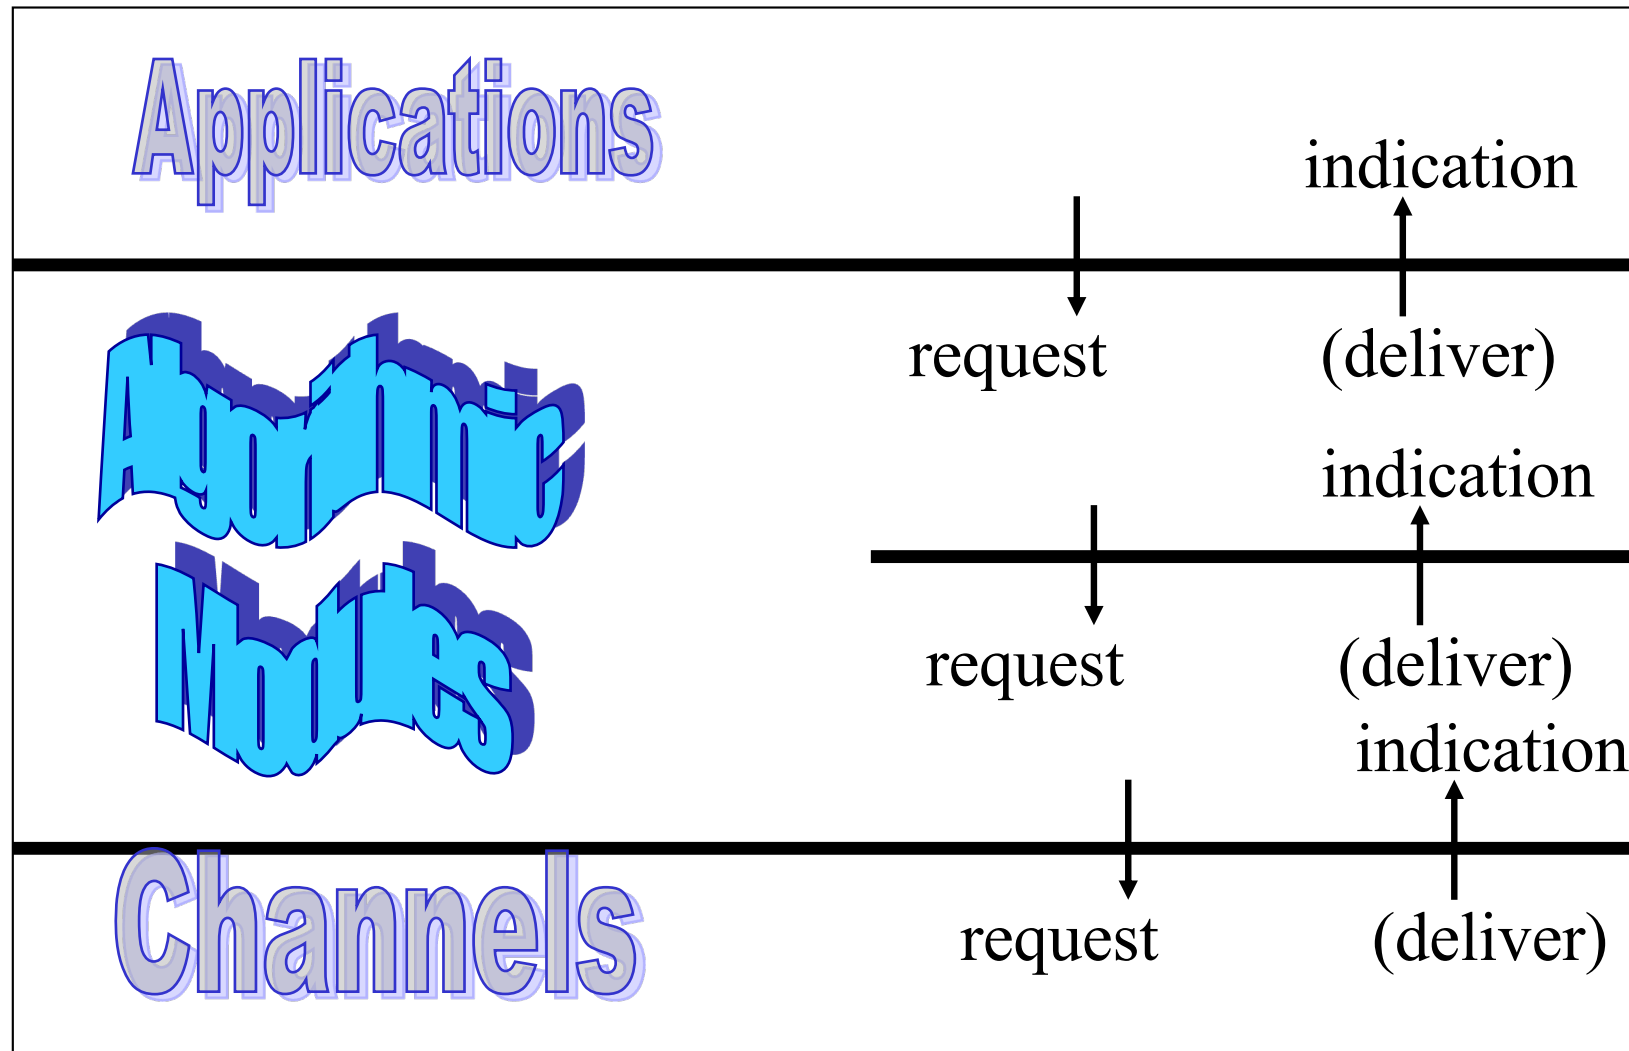 Applications
indication
request (deliver)
Algorithmic
indication
Modules
request (deliver)
indication
Channels
request (deliver)